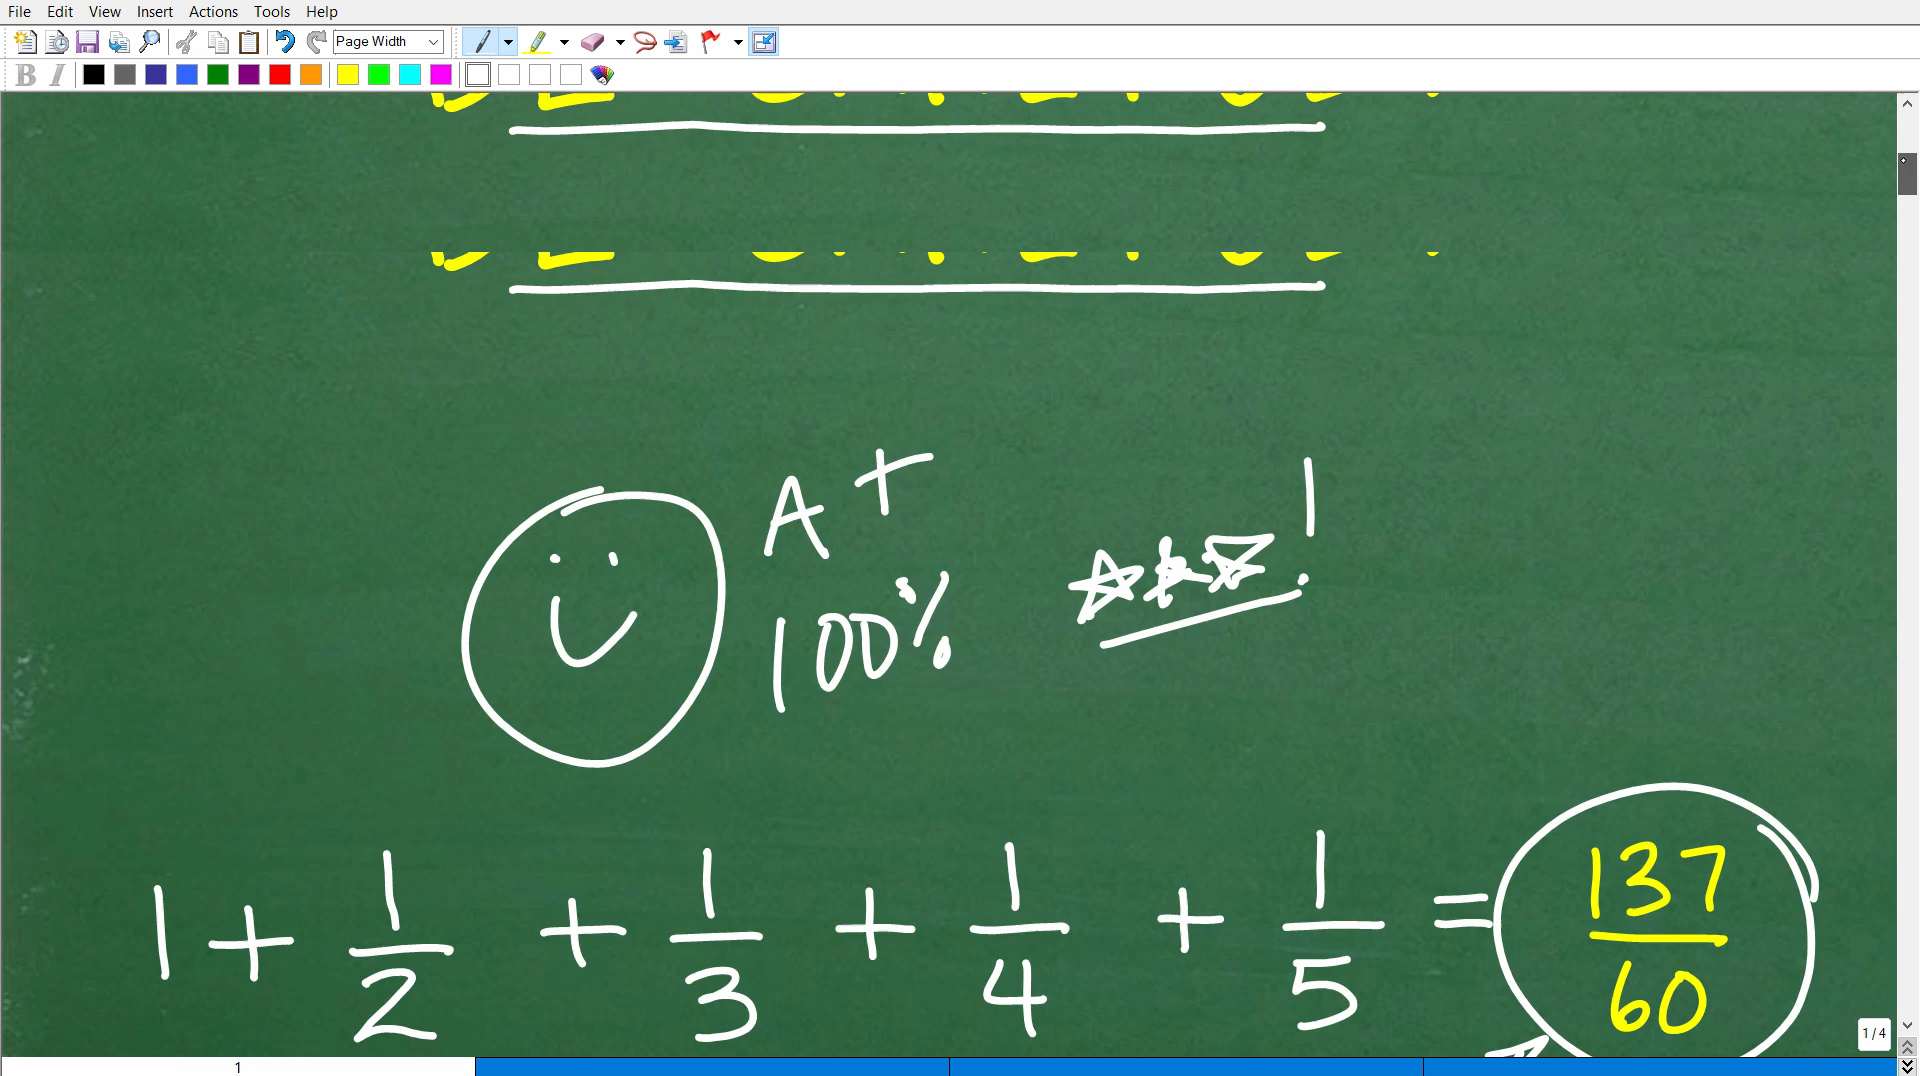 File Edit View Insert Actions Tools Help
Page Width
B I
A+
100%
!
1 + 1/2 + 1/3 + 1/4 + 1/5 = 137/60
1 / 4
1